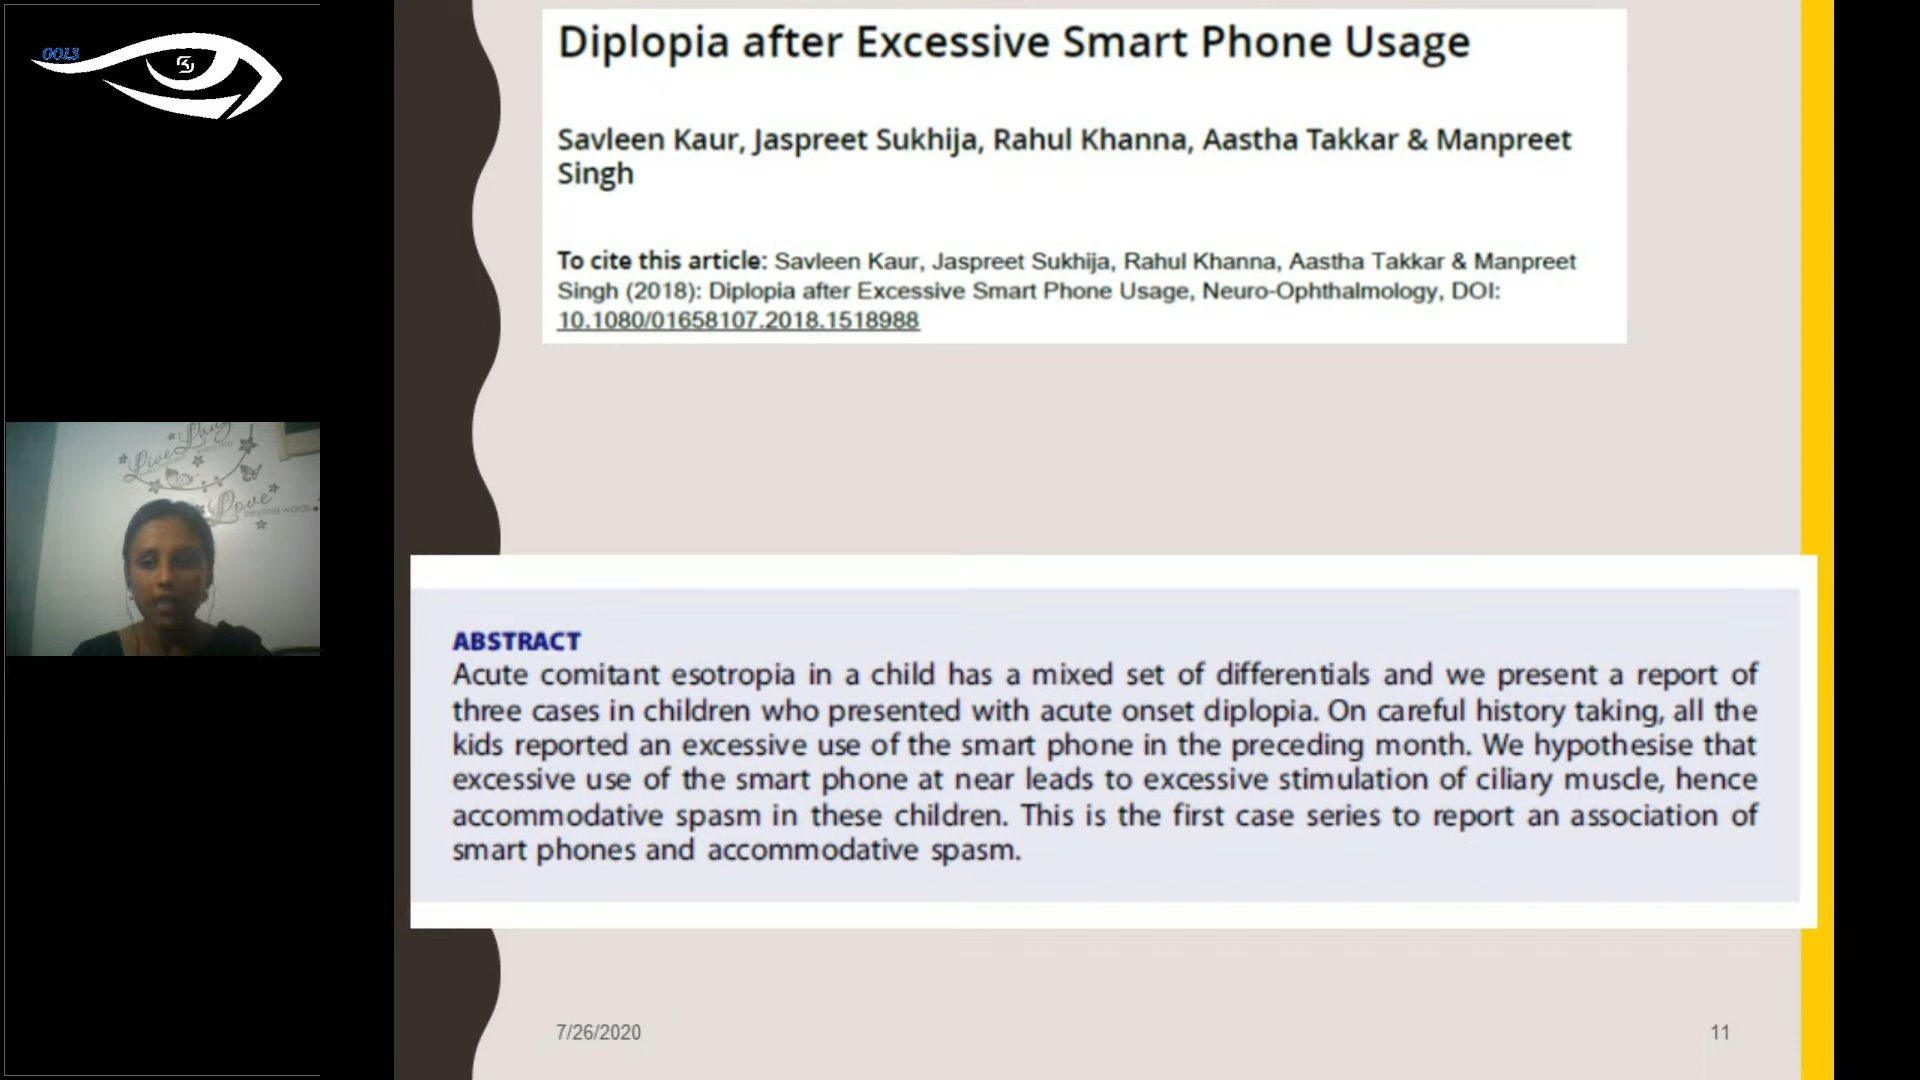 OOLS
Diplopia after Excessive Smart Phone Usage
Savleen Kaur, Jaspreet Sukhija, Rahul Khanna, Aastha Takkar & Manpreet
Singh
To cite this article: Savleen Kaur, Jaspreet Sukhija, Rahul Khanna, Aastha Takkar & Manpreet
Singh (2018): Diplopia after Excessive Smart Phone Usage, Neuro-Ophthalmology, DOI:
10.1080/01658107.2018.1518988
Live
Laug
Love
beyond words
ABSTRACT
Acute comitant esotropia in a child has a mixed set of differentials and we present a report of
three cases in children who presented with acute onset diplopia. On careful history taking, all the
kids reported an excessive use of the smart phone in the preceding month. We hypothesise that
excessive use of the smart phone at near leads to excessive stimulation of ciliary muscle, hence
accommodative spasm in these children. This is the first case series to report an association of
smart phones and accommodative spasm.
7/26/2020
11